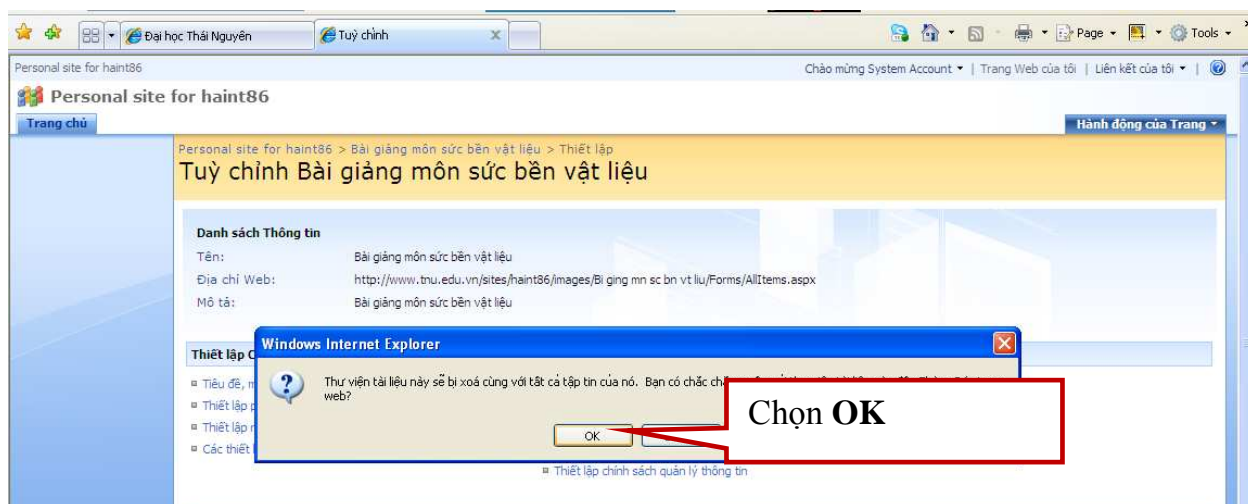 Đại học Thái Nguyên Tuỳ chỉnh Page Tools
Personal site for haint86 Chào mừng System Account | Trang Web của tôi | Liên kết của tôi |
Personal site for haint86
Trang chủ Hành động của Trang
Personal site for haint86 > Bài giảng môn sức bền vật liệu > Thiết lập
Tuỳ chỉnh Bài giảng môn sức bền vật liệu
Danh sách Thông tin
Tên: Bài giảng môn sức bền vật liệu
Địa chỉ Web: http://www.tnu.edu.vn/sites/haint86/images/Bi ging mn sc bn vt liu/Forms/AllItems.aspx
Mô tả: Bài giảng môn sức bền vật liệu
Windows Internet Explorer
Thiết lập
Thư viện tài liệu này sẽ bị xoá cùng với tất cả tập tin của nó. Bạn có chắc
web?
Tiêu đề,
Thiết lập
Thiết lập
Các thiết
Chọn OK
OK
Thiết lập chính sách quản lý thông tin